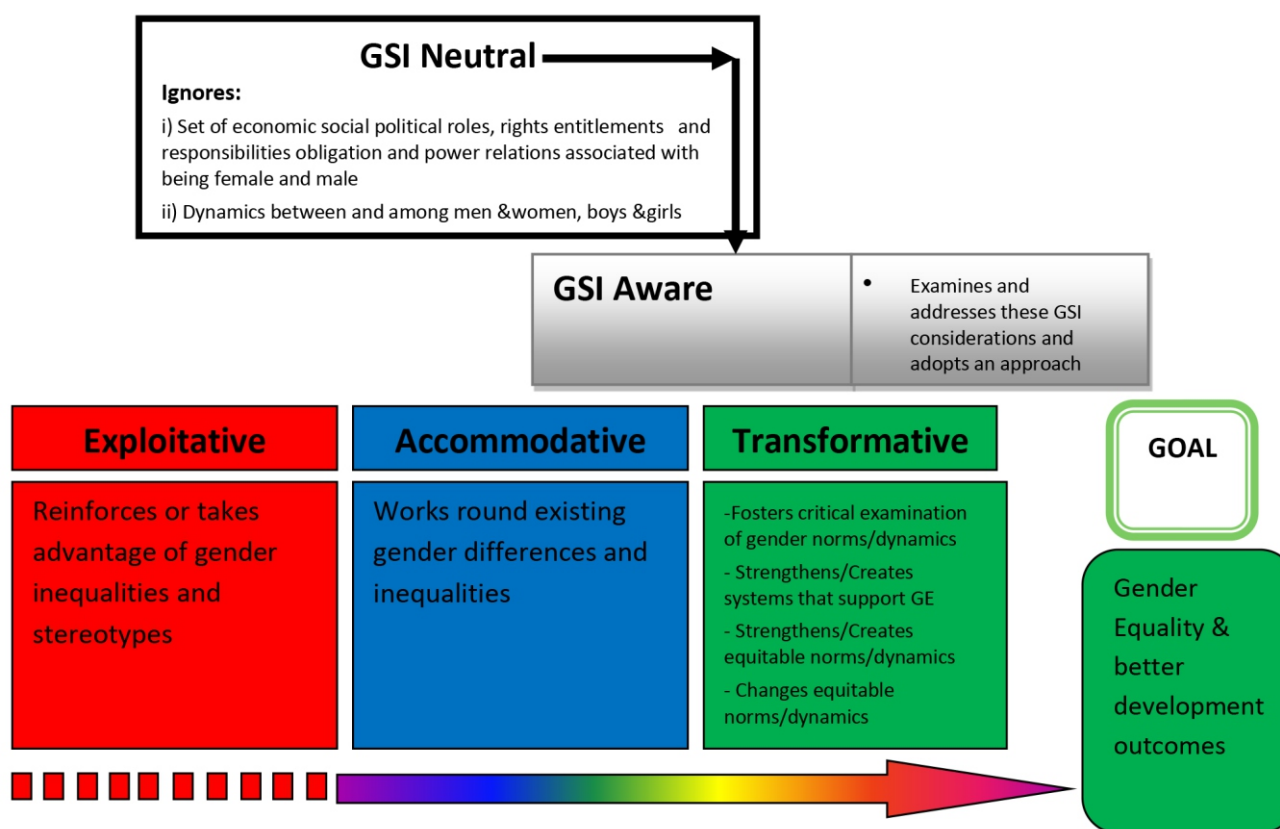 GSI Neutral
Ignores:
i) Set of economic social political roles, rights entitlements and
responsibilities obligation and power relations associated with
being female and male
ii) Dynamics between and among men &women, boys &girls
GSI Aware
• Examines and
addresses these GSI
considerations and
adopts an approach
Exploitative
Accommodative
Transformative
GOAL
Reinforces or takes
advantage of gender
inequalities and
stereotypes
Works round existing
gender differences and
inequalities
-Fosters critical examination
of gender norms/dynamics
- Strengthens/Creates
systems that support GE
- Strengthens/Creates
equitable norms/dynamics
- Changes equitable
norms/dynamics
Gender
Equality &
better
development
outcomes